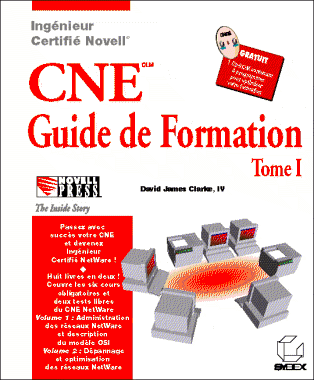 Ingénieur
Certifié Novell®
CNE
GRATUIT
Guide de Formation
Tome I
NOVELL
PRESS
David James Clarke, IV
The Inside Story
Passez avec
succès votre CNE
et devenez
Ingénieur
Certifié NetWare !
Huit livres en deux !
Couvre les six cours
obligatoires et
deux tests libres
du CNE NetWare
Volume 1 : Administration
des réseaux NetWare
et description
du modèle OSI
Volume 2 : Dépannage
et optimisation
des réseaux NetWare
SYBEX